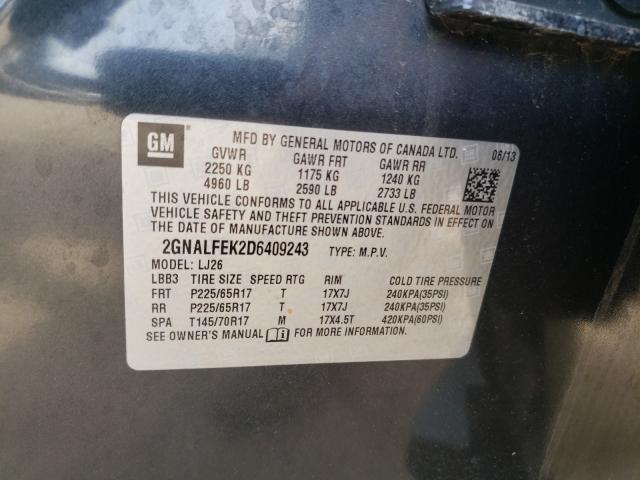 GM
MFD BY GENERAL MOTORS OF CANADA LTD. 06/13
GVWR GAWR FRT GAWR RR
2250 KG 1175 KG 1240 KG
4960 LB 2590 LB 2733 LB
THIS VEHICLE CONFORMS TO ALL APPLICABLE U.S. FEDERAL MOTOR
VEHICLE SAFETY AND THEFT PREVENTION STANDARDS IN EFFECT ON
THE DATE OF MANUFACTURE SHOWN ABOVE.
2GNALFEK2D6409243 TYPE: M.P.V.
MODEL: LJ26
LBB3 TIRE SIZE SPEED RTG RIM COLD TIRE PRESSURE
FRT P225/65R17 T 17X7J 240KPA(35PSI)
RR P225/65R17 T 17X7J 240KPA(35PSI)
SPA T145/70R17 M 17X4.5T 420KPA(60PSI)
SEE OWNER'S MANUAL FOR MORE INFORMATION.